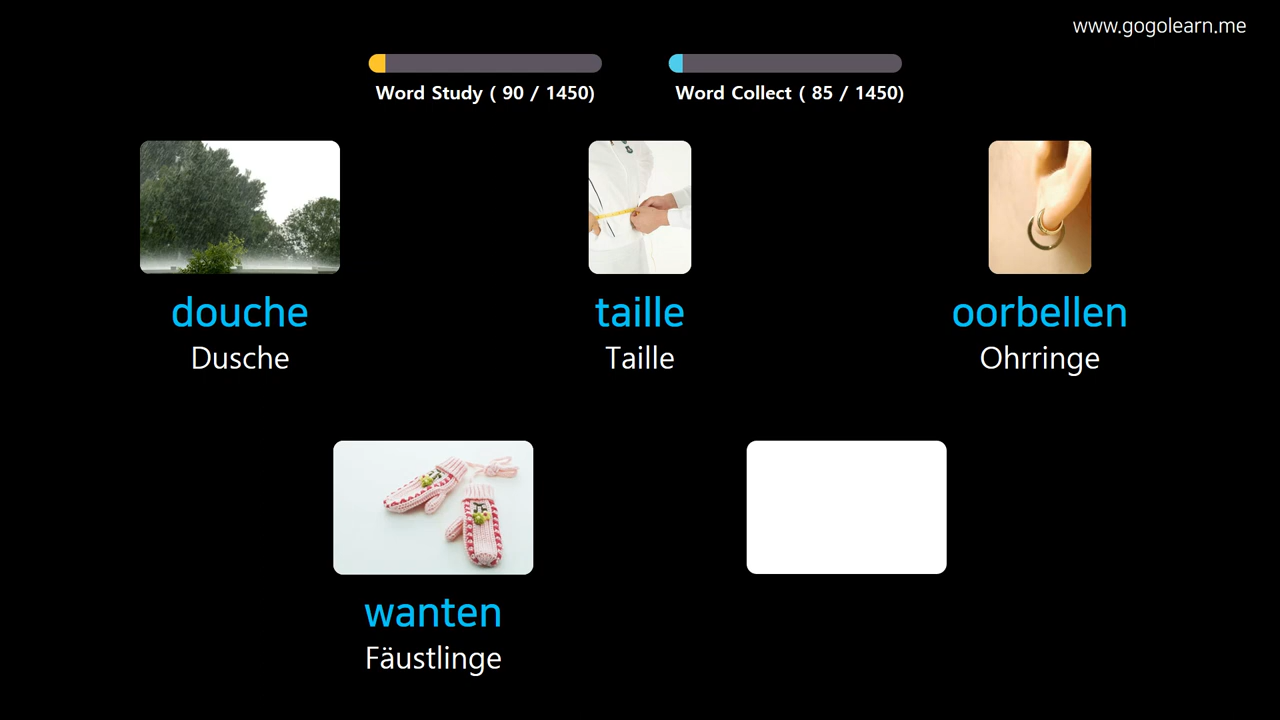 www.gogolearn.me
Word Study ( 90 / 1450)
Word Collect ( 85 / 1450)
douche
Dusche
taille
Taille
oorbellen
Ohrringe
wanten
Fäustlinge